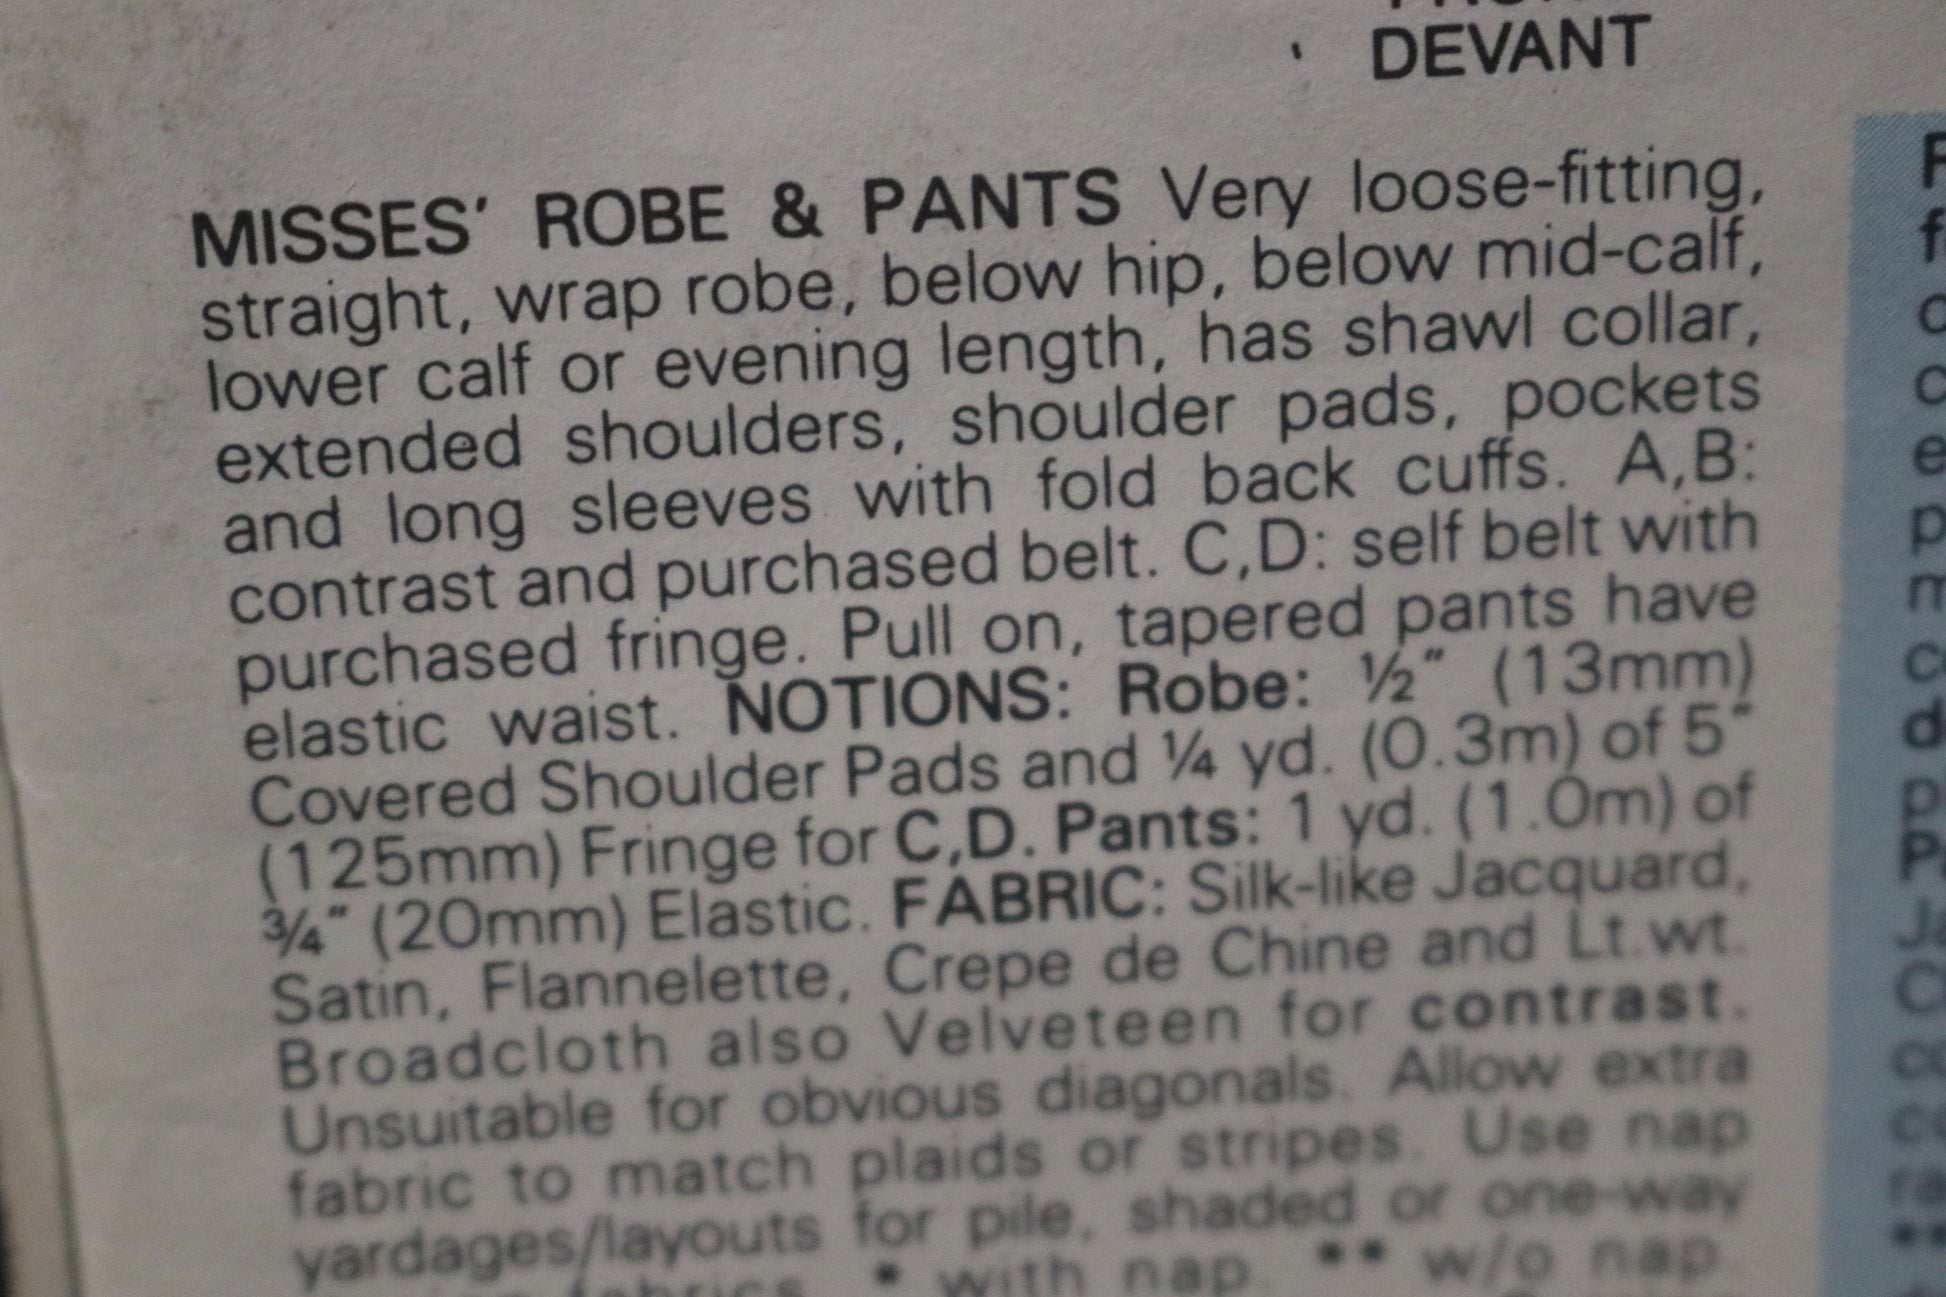 DEVANT
MISSES' ROBE & PANTS Very loose-fitting,
straight, wrap robe, below hip, below mid-calf,
lower calf or evening length, has shawl collar,
extended shoulders, shoulder pads, pockets
and long sleeves with fold back cuffs. A,B:
contrast and purchased belt. C,D: self belt with
purchased fringe. Pull on, tapered pants have
elastic waist. NOTIONS: Robe: ½" (13mm)
Covered Shoulder Pads and ¼ yd. (0.3m) of 5"
(125mm) Fringe for C,D. Pants: 1 yd. (1.0m) of
¾" (20mm) Elastic. FABRIC: Silk-like Jacquard,
Satin, Flannelette, Crepe de Chine and Lt.wt.
Broadcloth also Velveteen for contrast.
Unsuitable for obvious diagonals. Allow extra
fabric to match plaids or stripes. Use nap
yardages/layouts for pile, shaded or one-way
fabrics. * with nap. ** w/o nap.